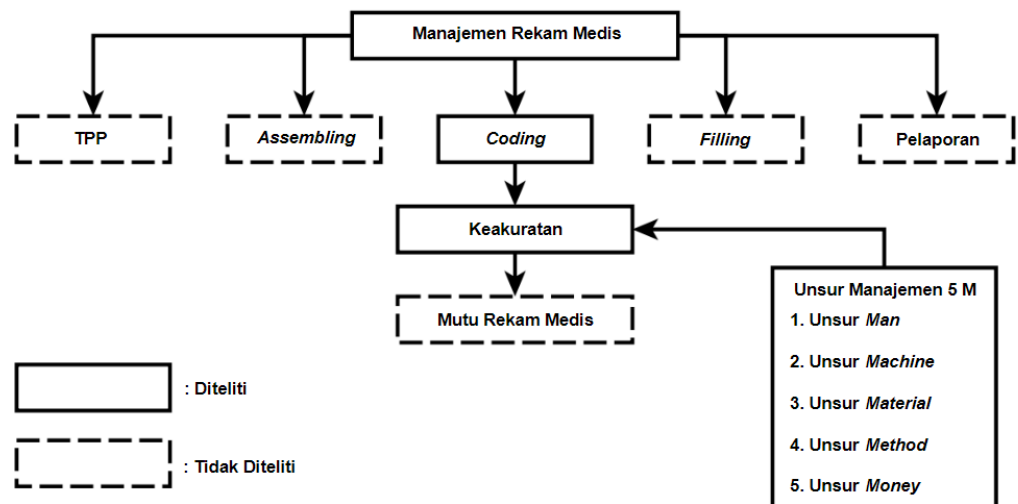 Manajemen Rekam Medis
TPP
Assembling
Coding
Filling
Pelaporan
Keakuratan
Mutu Rekam Medis
Unsur Manajemen 5 M
1. Unsur Man
2. Unsur Machine
3. Unsur Material
4. Unsur Method
5. Unsur Money
: Diteliti
: Tidak Diteliti